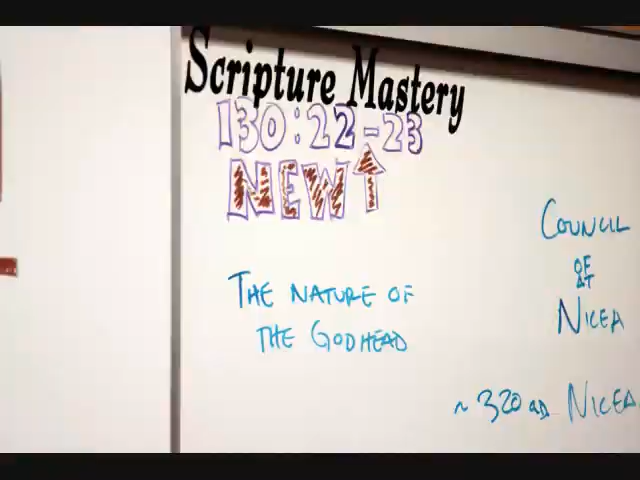 Scripture Mastery
130:22-23
NEW↑
THE NATURE OF
THE GODHEAD
COUNCIL
OF
AT
NICEA
~ 320 AD NICEA